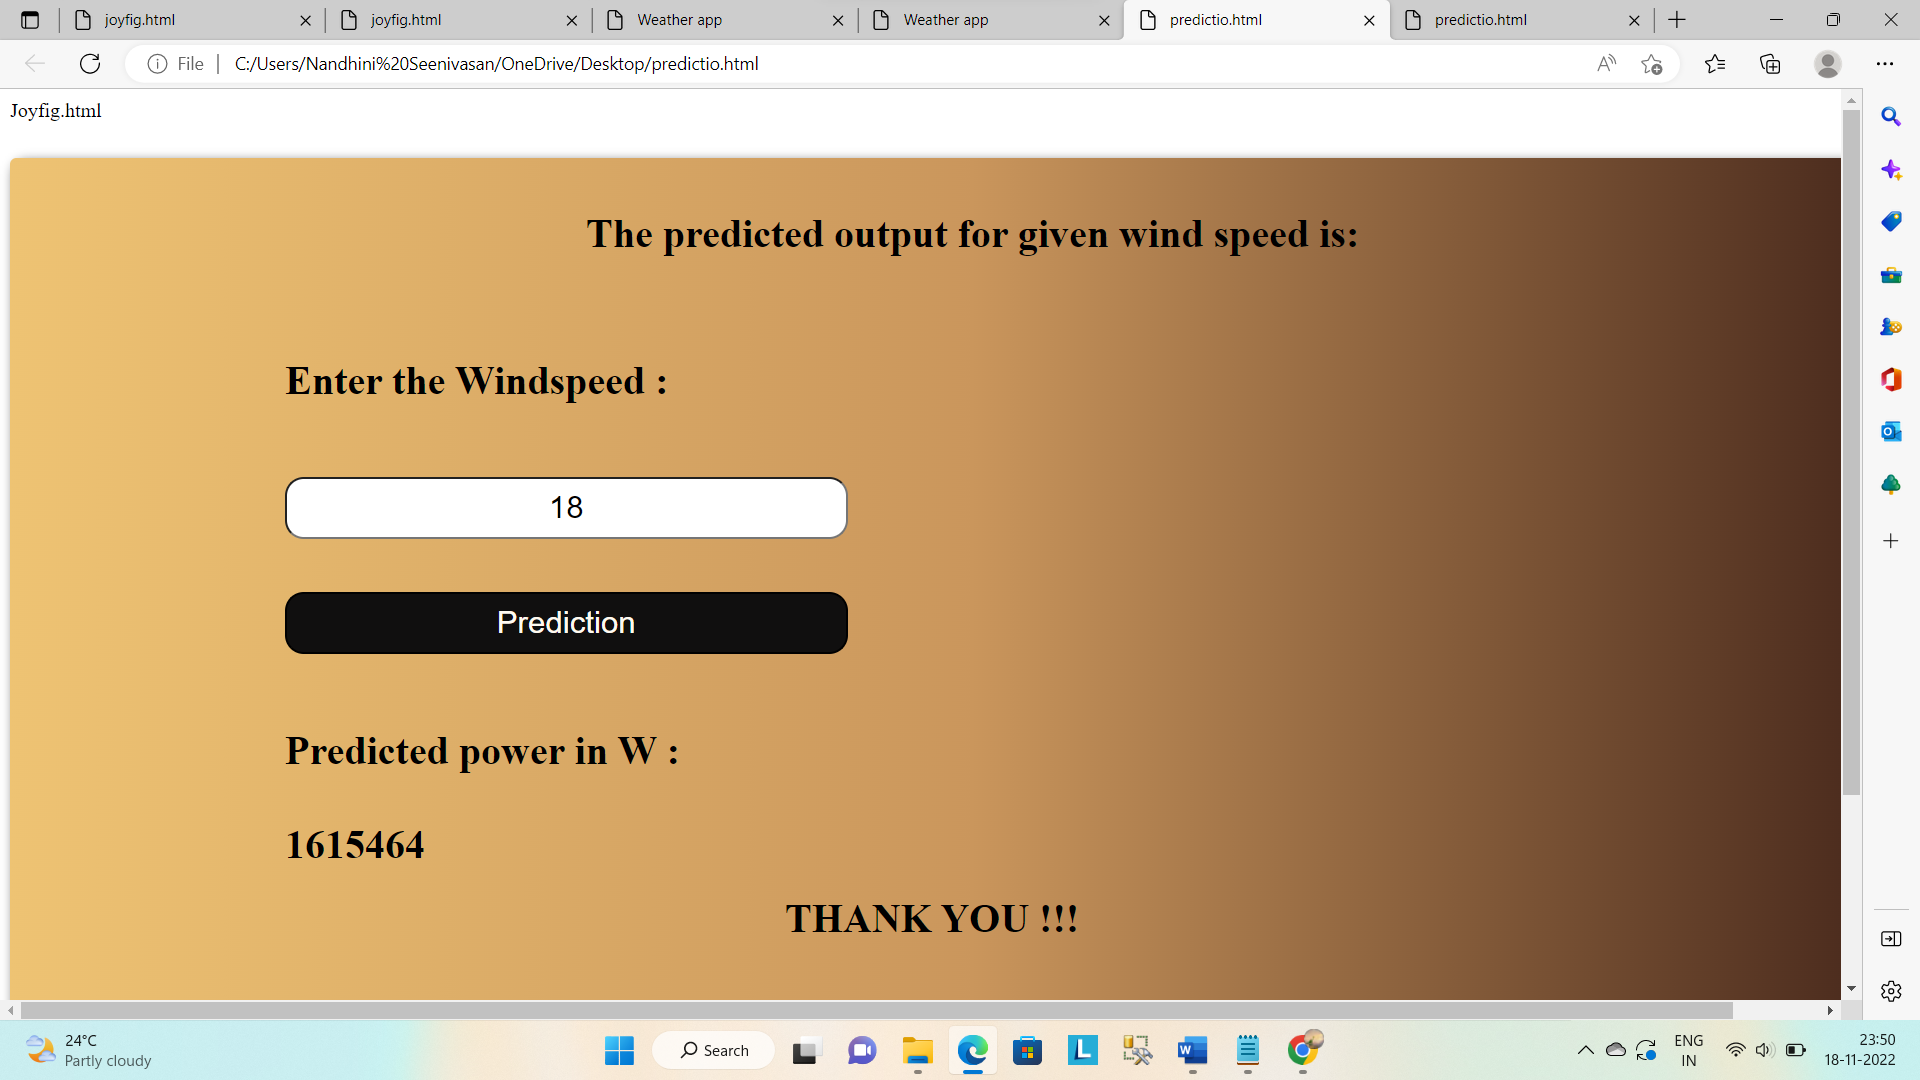 joyfig.html
joyfig.html
Weather app
Weather app
predictio.html
predictio.html
File
C:/Users/Nandhini%20Seenivasan/OneDrive/Desktop/predictio.html
Joyfig.html
The predicted output for given wind speed is:
Enter the Windspeed :
18
Prediction
Predicted power in W :
1615464
THANK YOU !!!
24°C
Partly cloudy
Search
ENG
IN
23:50
18-11-2022